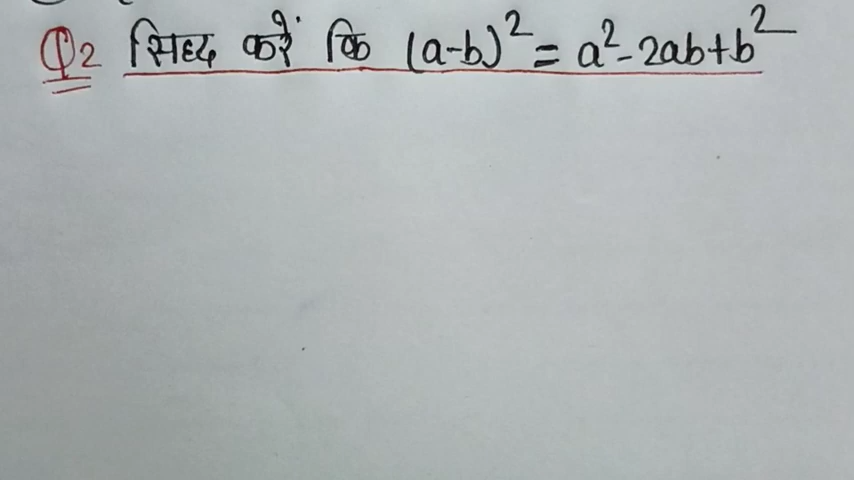 Q2 सिध्द करें कि (a-b)² = a² - 2ab + b²